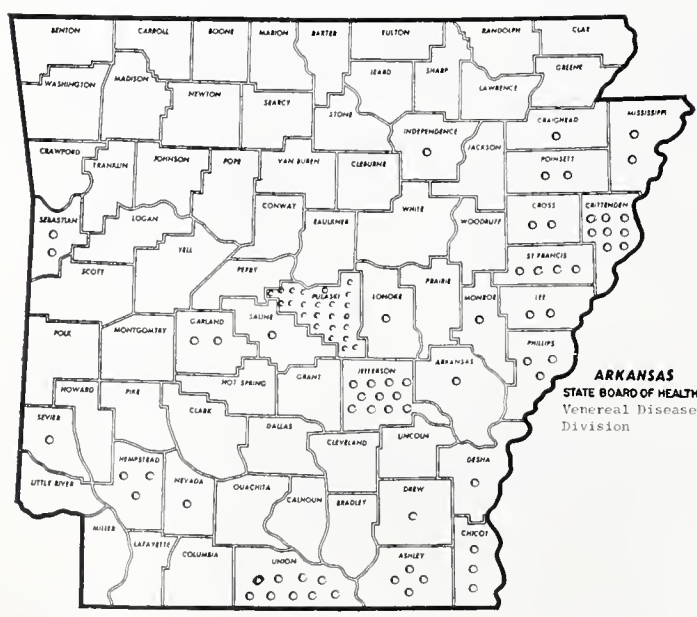 BENTON
CARROLL
BOONE
MARION
BAXTER
FULTON
RANDOLPH
CLAY
WASHINGTON
MADISON
NEWTON
SEARCY
STONE
IZARD
SHARP
LAWRENCE
GREENE
CRAIGHEAD
MISSISSIPPI
INDEPENDENCE
JACKSON
POINSETT
CRAWFORD
FRANKLIN
JOHNSON
POPE
VAN BUREN
CLEBURNE
SEBASTIAN
LOGAN
CONWAY
FAULKNER
WHITE
WOODRUFF
CROSS
CRITTENDEN
SCOTT
YELL
PERRY
PULASKI
LONOKE
PRAIRIE
MONROE
ST FRANCIS
LEE
POLK
MONTGOMTRY
GARLAND
SALINE
PHILLIPS
HOWARD
PIKE
HOT SPRING
GRANT
JEFFERSON
ARKANSAS
ARKANSAS
STATE BOARD OF HEALTH
Venereal Disease
Division
SEVIER
CLARK
DALLAS
CLEVELAND
LINCOLN
DESHA
HEMPSTEAD
LITTLE RIVER
NEVADA
OUACHITA
CALHOUN
BRADLEY
DREW
CHICOT
MILLER
LAFAYETTE
COLUMBIA
UNION
ASHLEY